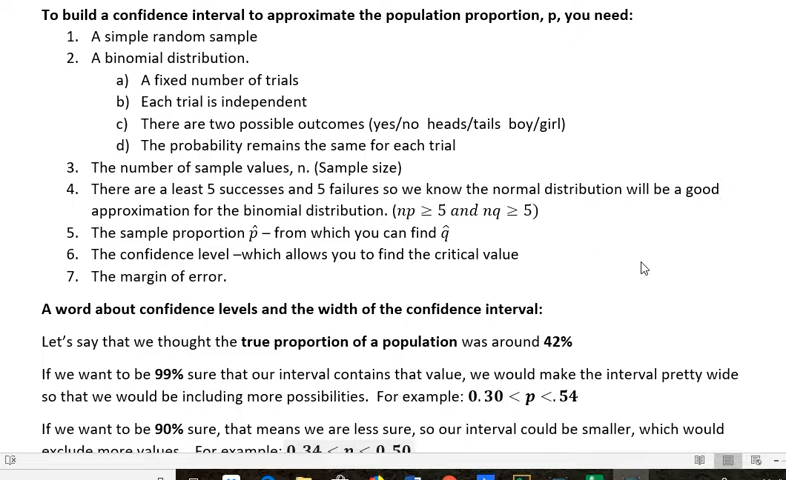 To build a confidence interval to approximate the population proportion, p, you need:
1. A simple random sample
2. A binomial distribution.
a) A fixed number of trials
b) Each trial is independent
c) There are two possible outcomes (yes/no heads/tails boy/girl)
d) The probability remains the same for each trial
3. The number of sample values, n. (Sample size)
4. There are a least 5 successes and 5 failures so we know the normal distribution will be a good
approximation for the binomial distribution. (np ≥ 5 and nq ≥ 5)
5. The sample proportion p̂ – from which you can find q̂
6. The confidence level –which allows you to find the critical value
7. The margin of error.
A word about confidence levels and the width of the confidence interval:
Let’s say that we thought the true proportion of a population was around 42%
If we want to be 99% sure that our interval contains that value, we would make the interval pretty wide
so that we would be including more possibilities. For example: 0.30 < p <.54
If we want to be 90% sure, that means we are less sure, so our interval could be smaller, which would
exclude more values. For example: 0.34 < p < 0.50